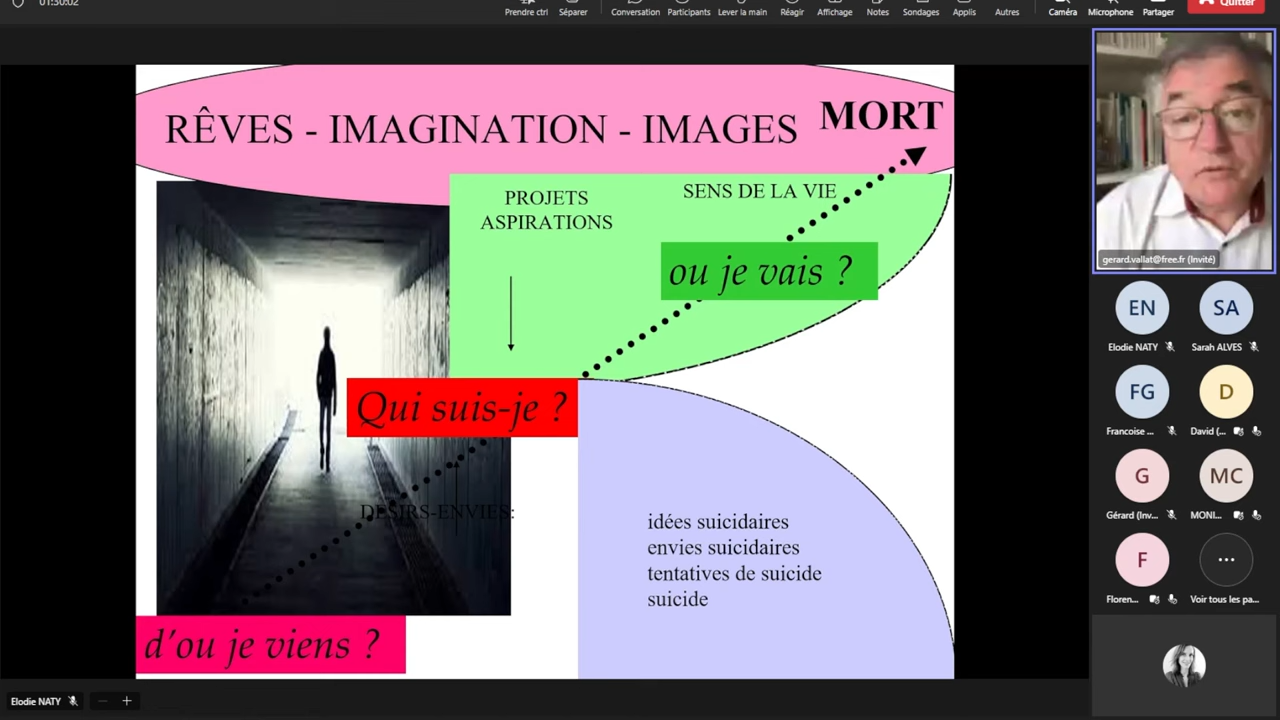 01:30:02
Prendre ctrl
Séparer
Conversation
Participants
Lever la main
Réagir
Affichage
Notes
Sondages
Applis
Autres
Caméra
Microphone
Partager
Quitter
RÊVES - IMAGINATION - IMAGES
MORT
PROJETS
ASPIRATIONS
SENS DE LA VIE
ou je vais ?
Qui suis-je ?
DESIRS-ENVIES:
idées suicidaires
envies suicidaires
tentatives de suicide
suicide
d’ou je viens ?
gerard.vallat@free.fr (Invité)
EN
SA
Elodie NATY
Sarah ALVES
FG
D
Francoise ...
David (...
G
MC
Gérard (Inv...
MONI...
F
...
Floren...
Voir tous les pa...
Elodie NATY